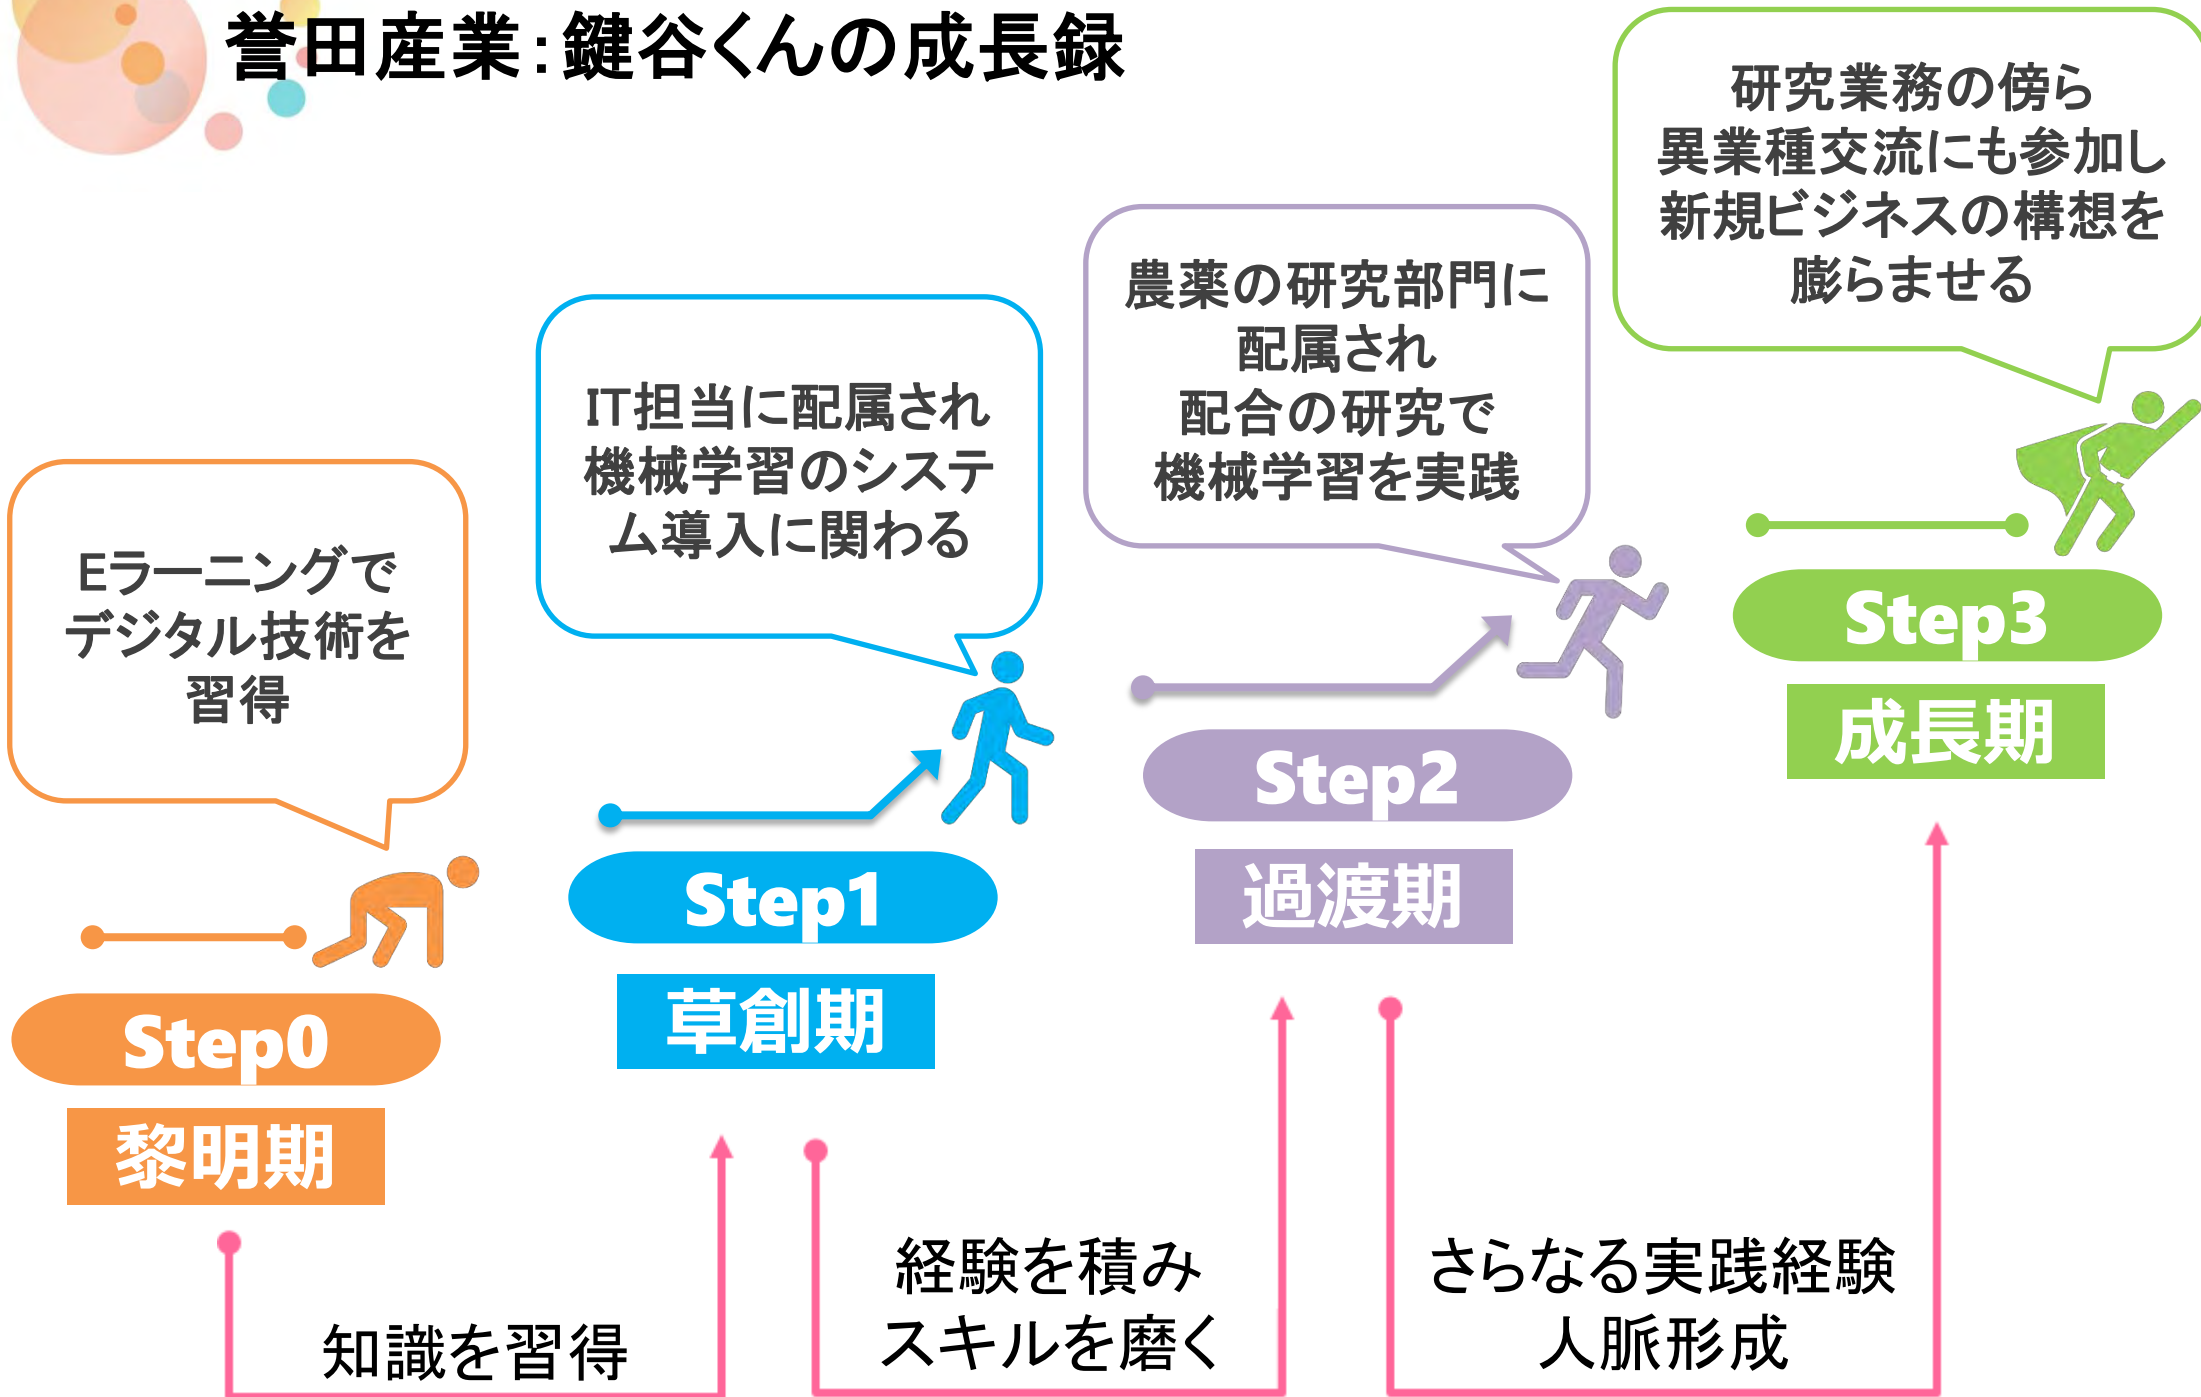 誉田産業：鍵谷くんの成長録
Eラーニングで
デジタル技術を
習得
Step0
黎明期
知識を習得
IT担当に配属され
機械学習のシステ
ム導入に関わる
Step1
草創期
経験を積み
スキルを磨く
農薬の研究部門に
配属され
配合の研究で
機械学習を実践
Step2
過渡期
さらなる実践経験
人脈形成
研究業務の傍ら
異業種交流にも参加し
新規ビジネスの構想を
膨らませる
Step3
成長期